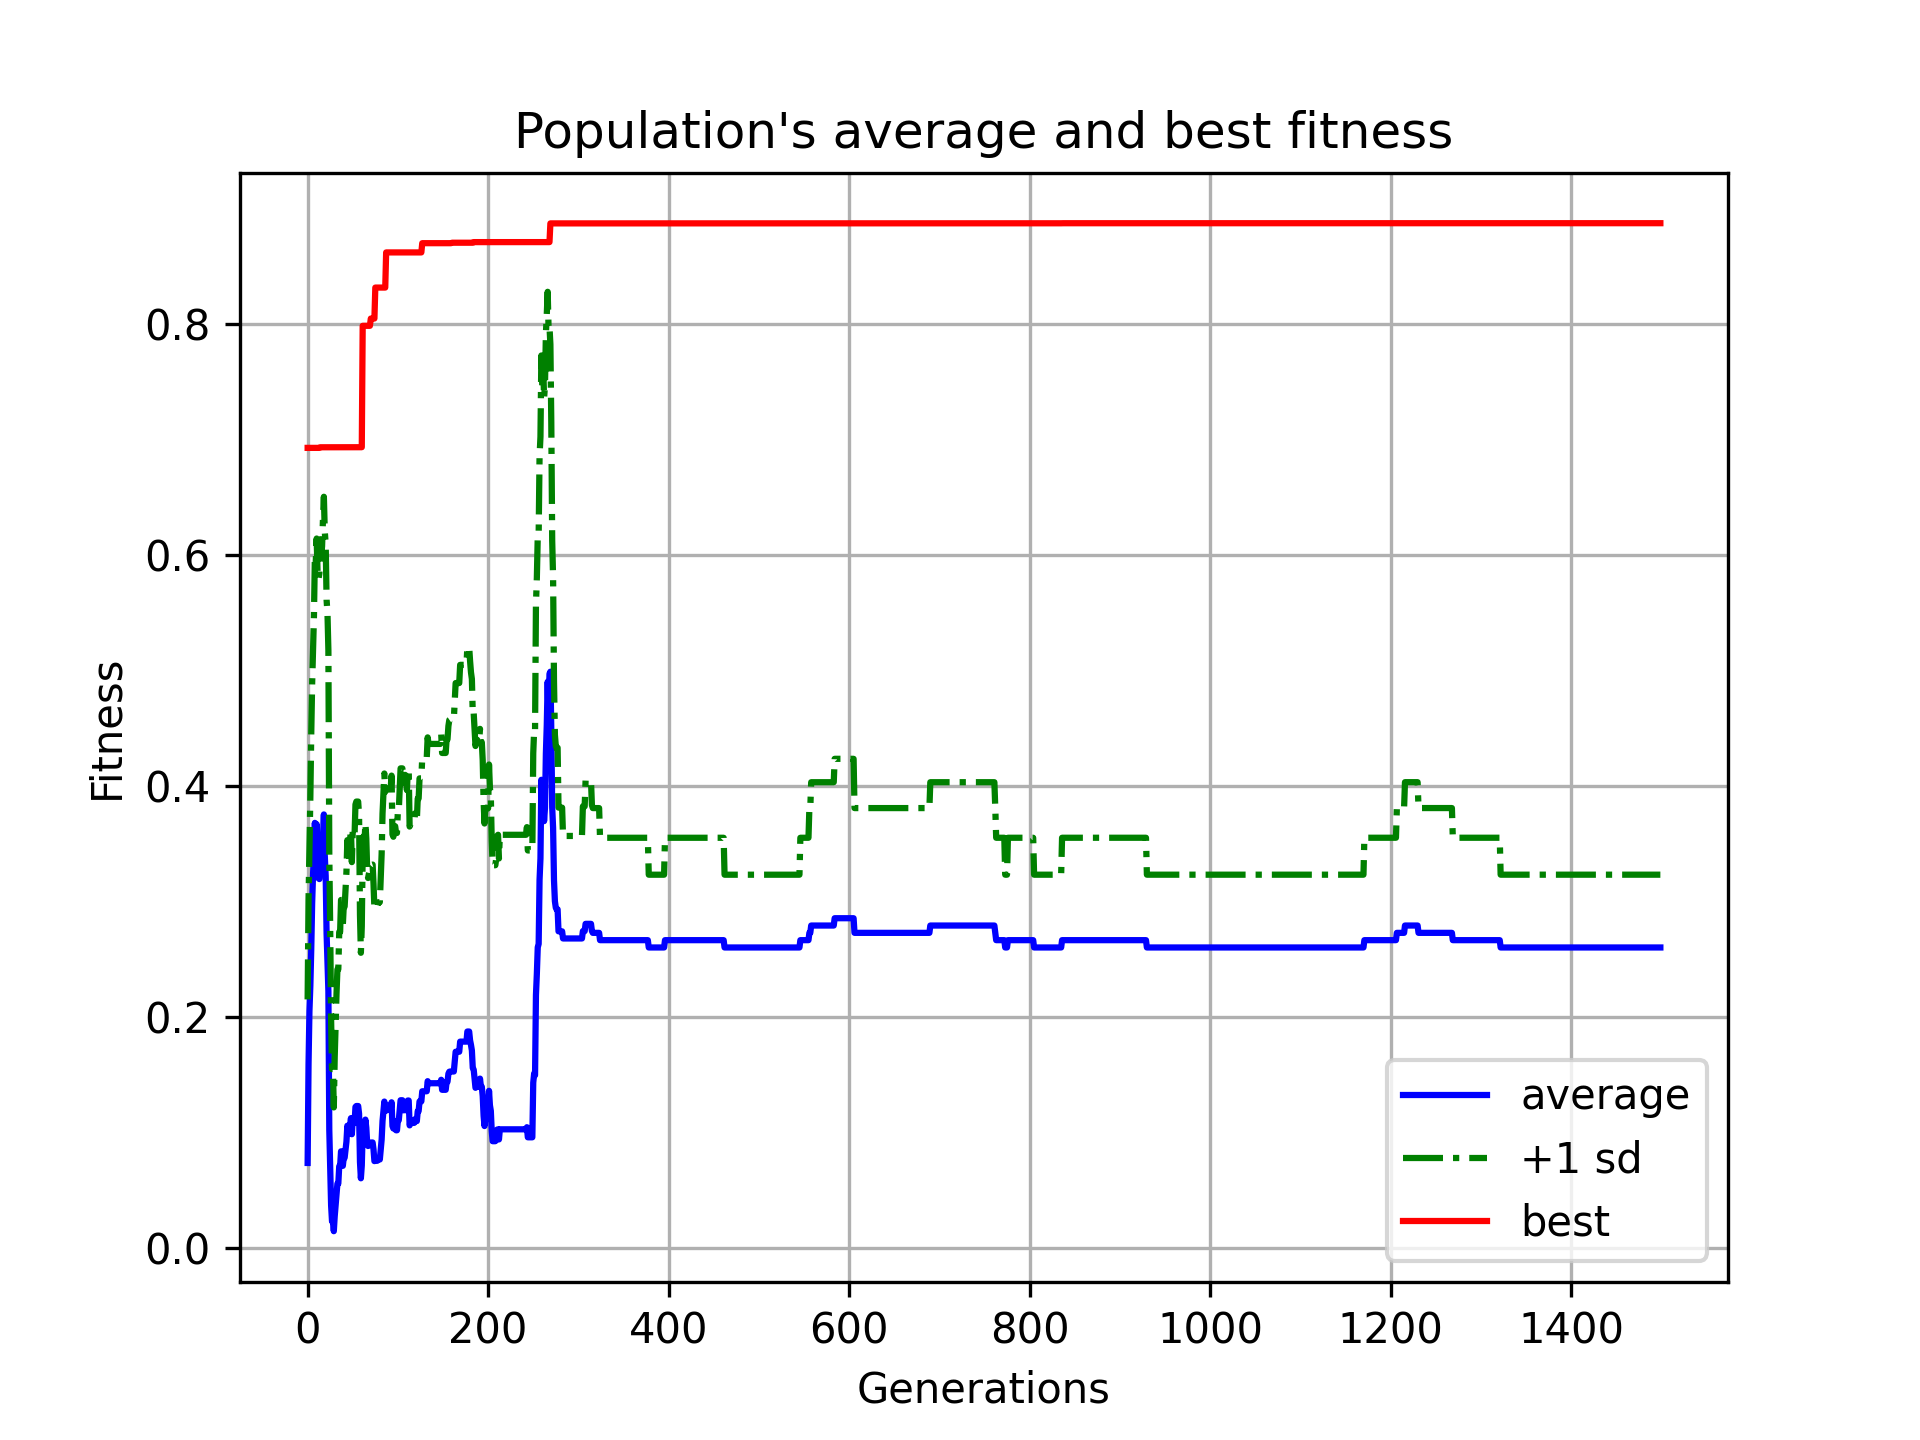 Population's average and best fitness
Fitness
0.8
0.6
0.4
0.2
0.0
0 200 400 600 800 1000 1200 1400
Generations
average
+1 sd
best